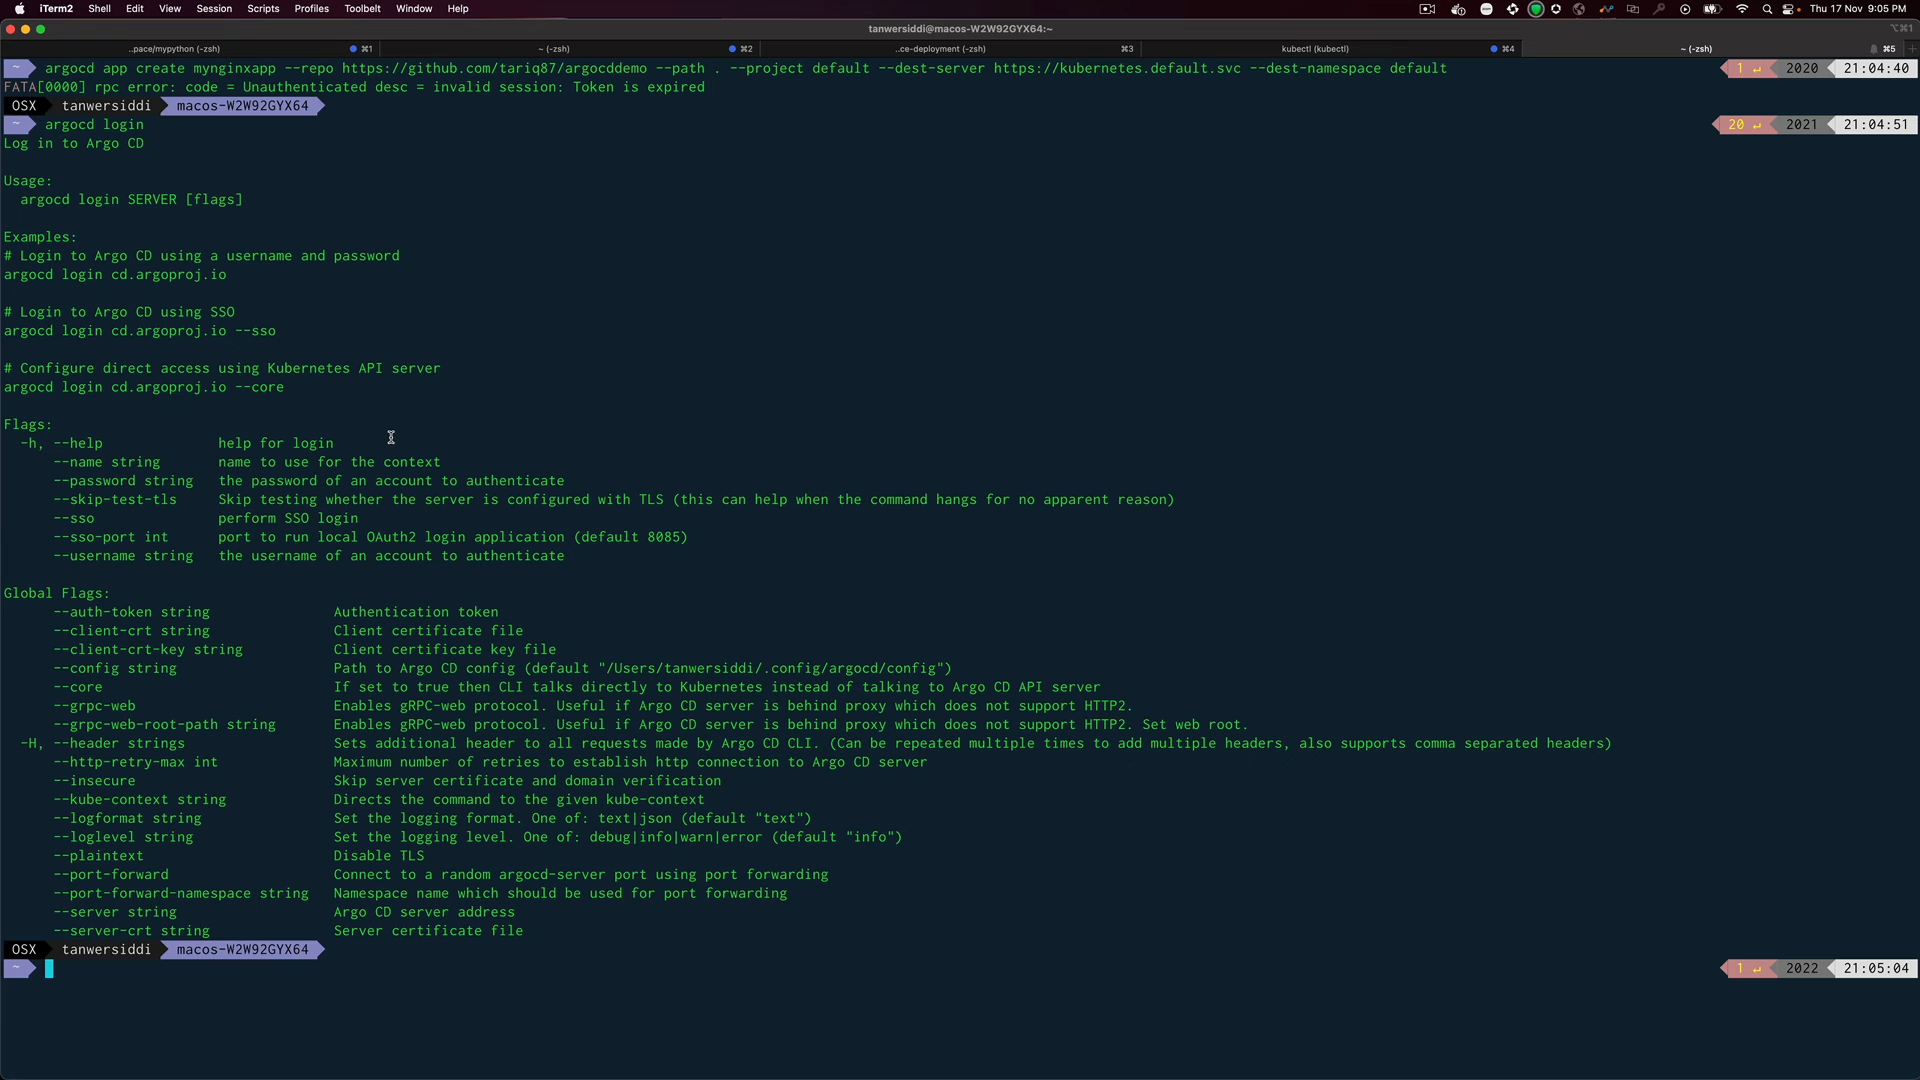 iTerm2 Shell Edit View Session Scripts Profiles Toolbelt Window Help Thu 17 Nov 9:05 PM
tanwersiddi@macos-W2W92GYX64:~ ⌥⌘1
..pace/mypython (-zsh) ⌘1 ~ (-zsh) ⌘2 ..ce-deployment (-zsh) ⌘3 kubectl (kubectl) ⌘4 ~ (-zsh) ⌘5
~ argocd app create mynginxapp --repo https://github.com/tariq87/argocddemo --path . --project default --dest-server https://kubernetes.default.svc --dest-namespace default 1 ↵ 2020 21:04:40
FATA[0000] rpc error: code = Unauthenticated desc = invalid session: Token is expired
OSX tanwersiddi macos-W2W92GYX64
~ argocd login 20 ↵ 2021 21:04:51
Log in to Argo CD
Usage:
argocd login SERVER [flags]
Examples:
# Login to Argo CD using a username and password
argocd login cd.argoproj.io
# Login to Argo CD using SSO
argocd login cd.argoproj.io --sso
# Configure direct access using Kubernetes API server
argocd login cd.argoproj.io --core
Flags:
-h, --help help for login
--name string name to use for the context
--password string the password of an account to authenticate
--skip-test-tls Skip testing whether the server is configured with TLS (this can help when the command hangs for no apparent reason)
--sso perform SSO login
--sso-port int port to run local OAuth2 login application (default 8085)
--username string the username of an account to authenticate
Global Flags:
--auth-token string Authentication token
--client-crt string Client certificate file
--client-crt-key string Client certificate key file
--config string Path to Argo CD config (default "/Users/tanwersiddi/.config/argocd/config")
--core If set to true then CLI talks directly to Kubernetes instead of talking to Argo CD API server
--grpc-web Enables gRPC-web protocol. Useful if Argo CD server is behind proxy which does not support HTTP2.
--grpc-web-root-path string Enables gRPC-web protocol. Useful if Argo CD server is behind proxy which does not support HTTP2. Set web root.
-H, --header strings Sets additional header to all requests made by Argo CD CLI. (Can be repeated multiple times to add multiple headers, also supports comma separated headers)
--http-retry-max int Maximum number of retries to establish http connection to Argo CD server
--insecure Skip server certificate and domain verification
--kube-context string Directs the command to the given kube-context
--logformat string Set the logging format. One of: text|json (default "text")
--loglevel string Set the logging level. One of: debug|info|warn|error (default "info")
--plaintext Disable TLS
--port-forward Connect to a random argocd-server port using port forwarding
--port-forward-namespace string Namespace name which should be used for port forwarding
--server string Argo CD server address
--server-crt string Server certificate file
OSX tanwersiddi macos-W2W92GYX64
~ 1 ↵ 2022 21:05:04